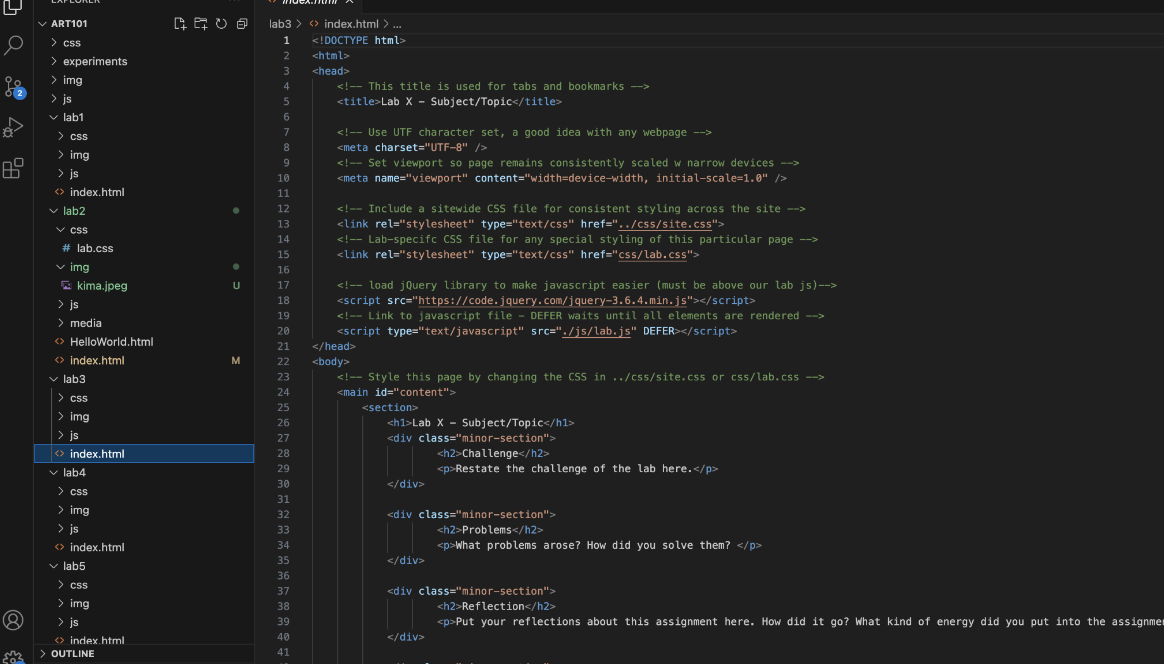 EXPLORER
ART101
css
experiments
img
js
lab1
css
img
js
index.html
lab2
css
# lab.css
img
kima.jpeg U
js
media
HelloWorld.html
index.html M
lab3
css
img
js
index.html
lab4
css
img
js
index.html
lab5
css
img
js
index.html
OUTLINE
2
index.html
lab3 > index.html > ...
1 <!DOCTYPE html>
2 <html>
3 <head>
4 <!-- This title is used for tabs and bookmarks -->
5 <title>Lab X - Subject/Topic</title>
6
7 <!-- Use UTF character set, a good idea with any webpage -->
8 <meta charset="UTF-8" />
9 <!-- Set viewport so page remains consistently scaled w narrow devices -->
10 <meta name="viewport" content="width=device-width, initial-scale=1.0" />
11
12 <!-- Include a sitewide CSS file for consistent styling across the site -->
13 <link rel="stylesheet" type="text/css" href="../css/site.css">
14 <!-- Lab-specifc CSS file for any special styling of this particular page -->
15 <link rel="stylesheet" type="text/css" href="css/lab.css">
16
17 <!-- load jQuery library to make javascript easier (must be above our lab js)-->
18 <script src="https://code.jquery.com/jquery-3.6.4.min.js"></script>
19 <!-- Link to javascript file - DEFER waits until all elements are rendered -->
20 <script type="text/javascript" src="./js/lab.js" DEFER></script>
21 </head>
22 <body>
23 <!-- Style this page by changing the CSS in ../css/site.css or css/lab.css -->
24 <main id="content">
25 <section>
26 <h1>Lab X - Subject/Topic</h1>
27 <div class="minor-section">
28 <h2>Challenge</h2>
29 <p>Restate the challenge of the lab here.</p>
30 </div>
31
32 <div class="minor-section">
33 <h2>Problems</h2>
34 <p>What problems arose? How did you solve them? </p>
35 </div>
36
37 <div class="minor-section">
38 <h2>Reflection</h2>
39 <p>Put your reflections about this assignment here. How did it go? What kind of energy did you put into the
40 </div>
41